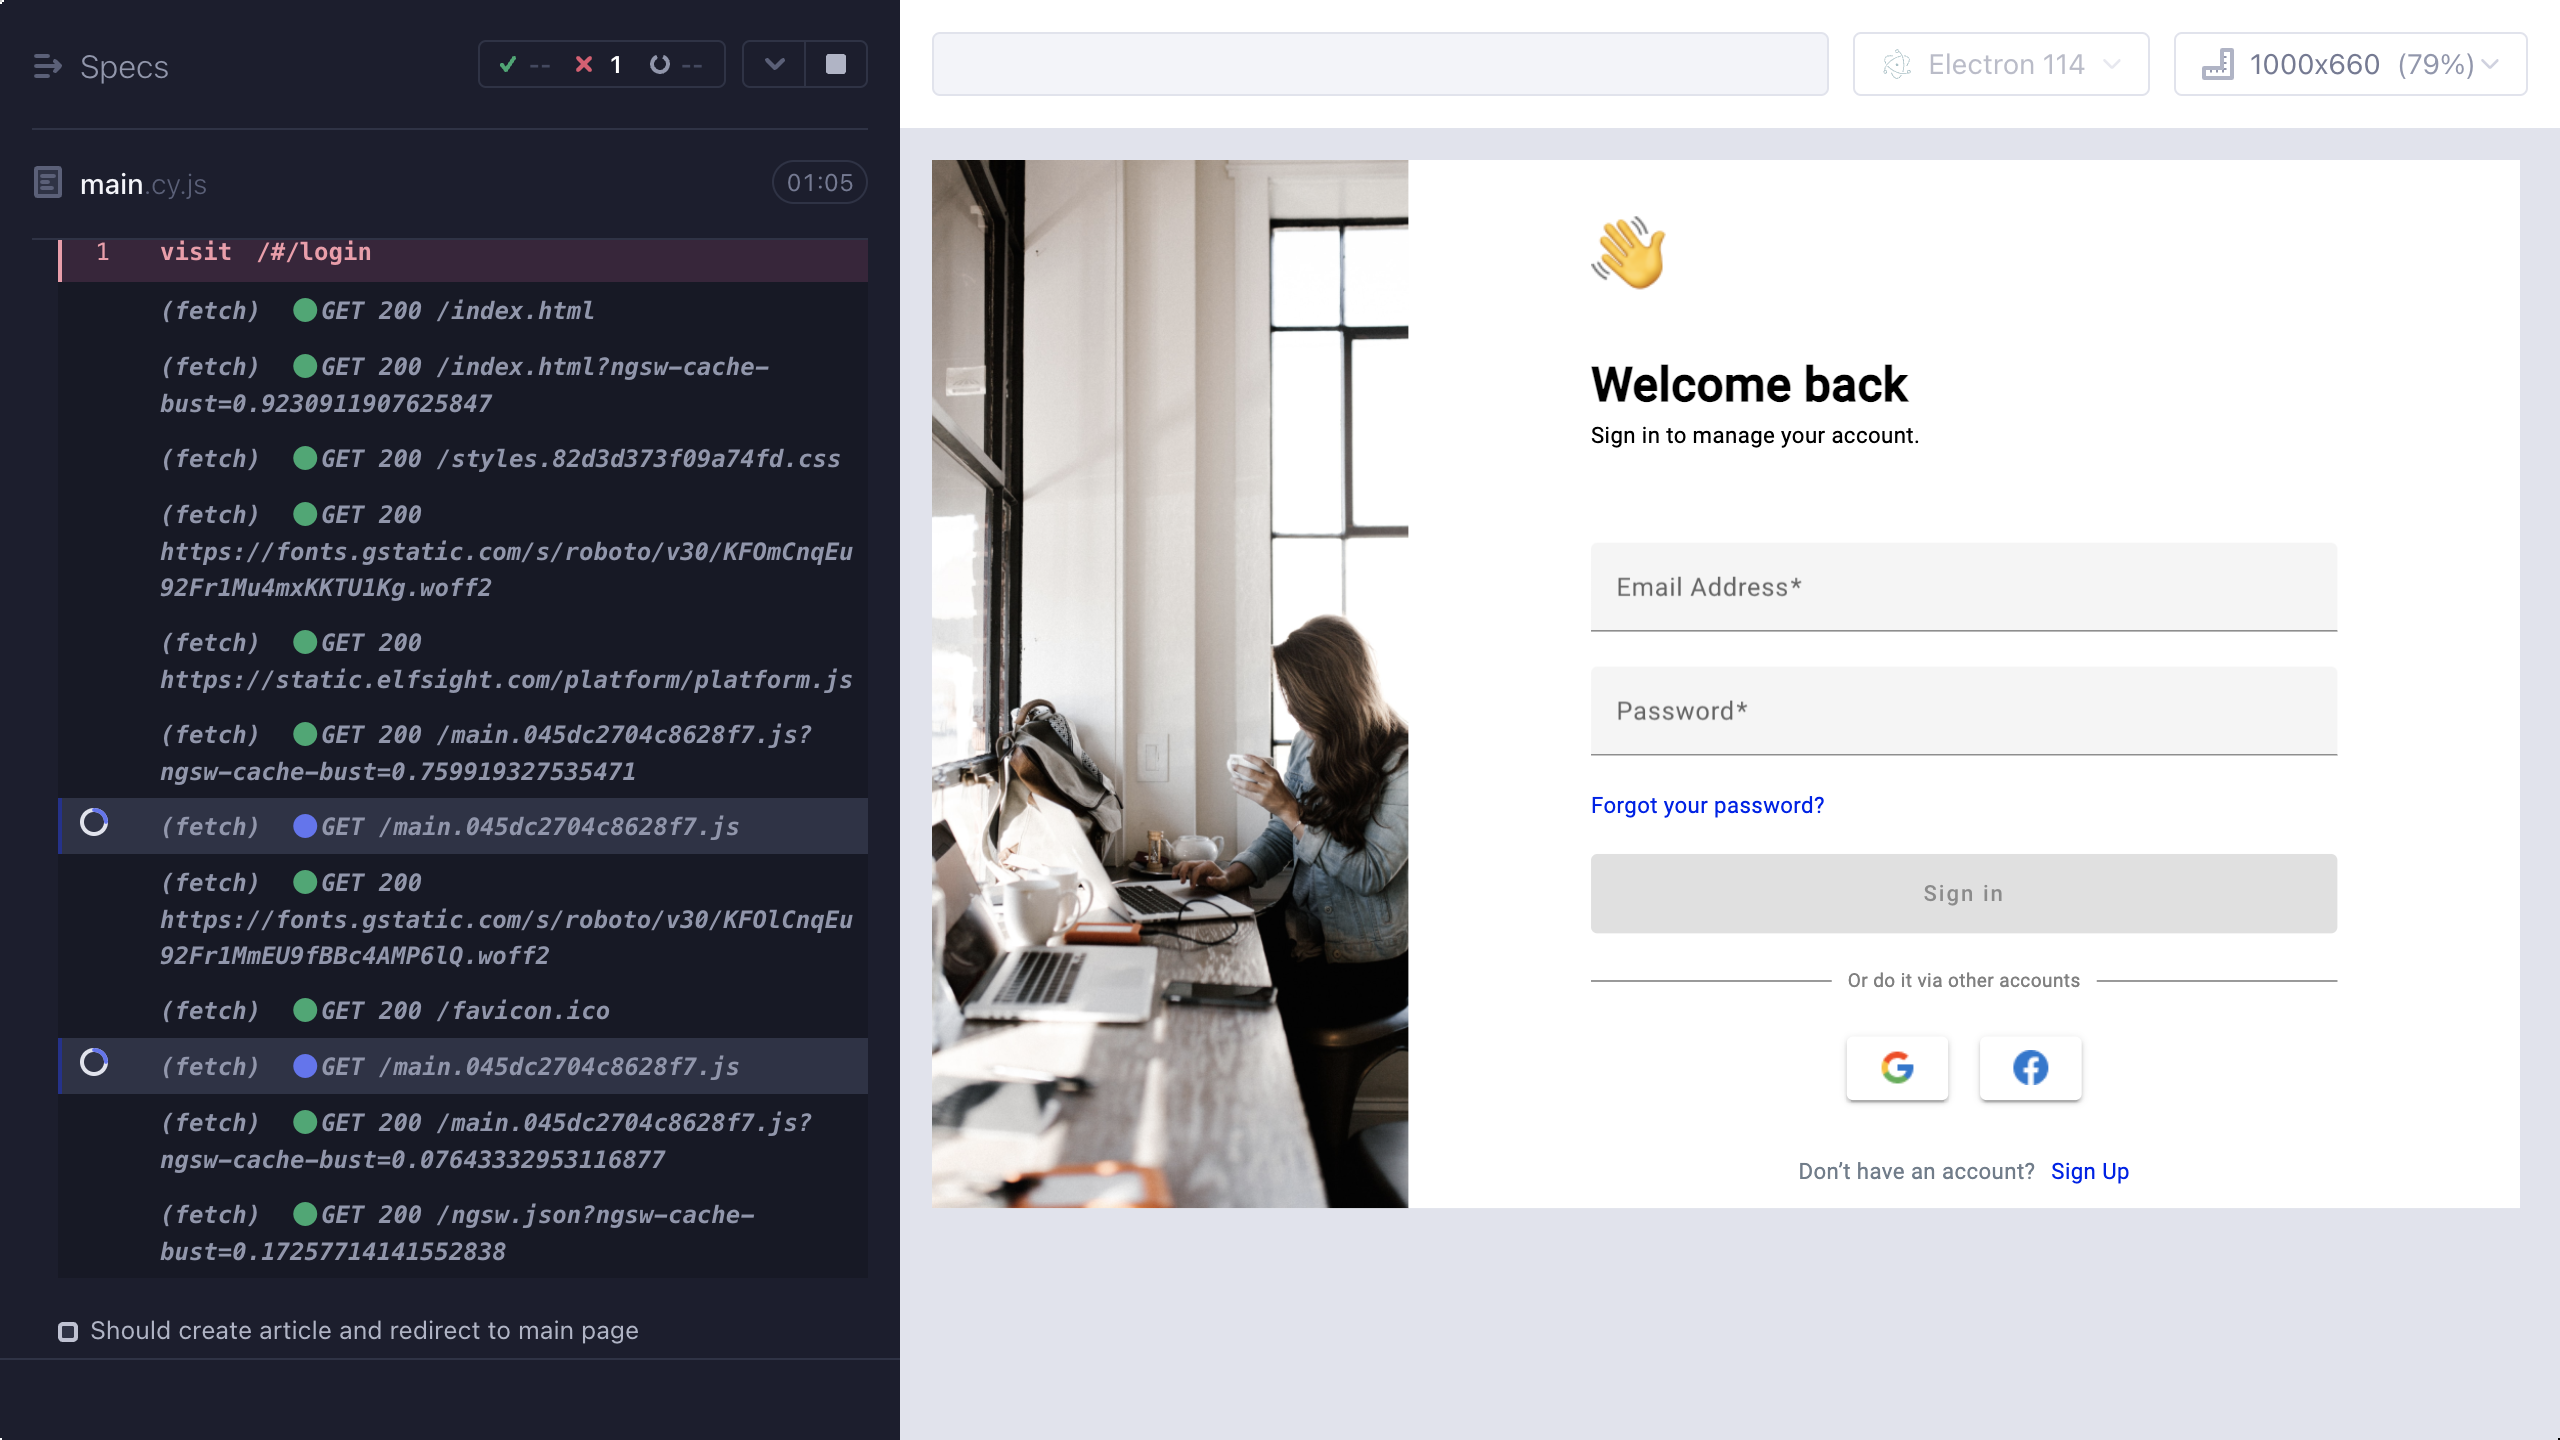 Specs
-- 1 --
main.cy.js
01:05
1 visit /#/login
(fetch) GET 200 /index.html
(fetch) GET 200 /index.html?ngsw-cache-
bust=0.9230911907625847
(fetch) GET 200 /styles.82d3d373f09a74fd.css
(fetch) GET 200
https://fonts.gstatic.com/s/roboto/v30/KFOmCnqEu
92Fr1Mu4mxKKTU1Kg.woff2
(fetch) GET 200
https://static.elfsight.com/platform/platform.js
(fetch) GET 200 /main.045dc2704c8628f7.js?
ngsw-cache-bust=0.759919327535471
(fetch) GET /main.045dc2704c8628f7.js
(fetch) GET 200
https://fonts.gstatic.com/s/roboto/v30/KFOlCnqEu
92Fr1MmEU9fBBc4AMP6lQ.woff2
(fetch) GET 200 /favicon.ico
(fetch) GET /main.045dc2704c8628f7.js
(fetch) GET 200 /main.045dc2704c8628f7.js?
ngsw-cache-bust=0.07643332953116877
(fetch) GET 200 /ngsw.json?ngsw-cache-
bust=0.17257714141552838
Should create article and redirect to main page
Electron 114
1000x660 (79%)
Welcome back
Sign in to manage your account.
Email Address*
Password*
Forgot your password?
Sign in
Or do it via other accounts
Don’t have an account? Sign Up